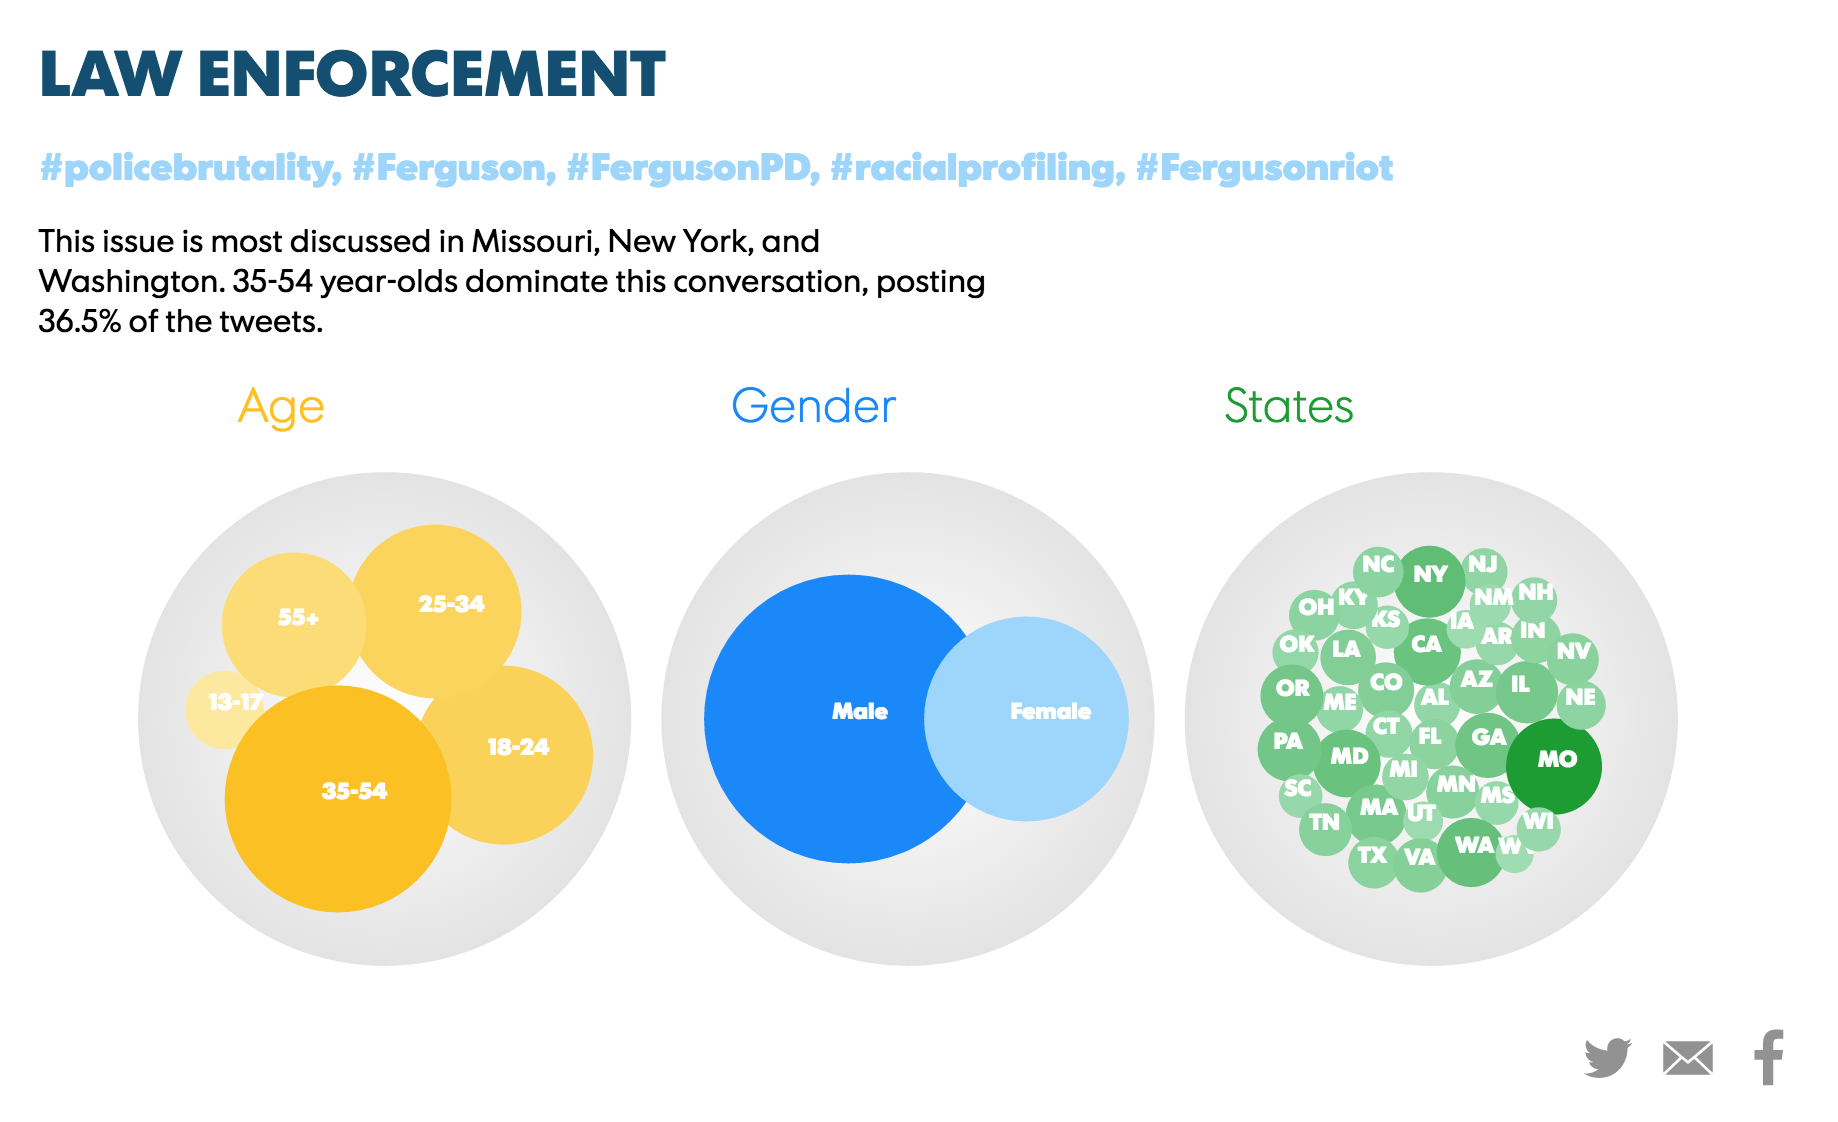 LAW ENFORCEMENT
#policebrutality, #Ferguson, #FergusonPD, #racialprofiling, #Fergusonriot
This issue is most discussed in Missouri, New York, and
Washington. 35-54 year-olds dominate this conversation, posting
36.5% of the tweets.
Age
Gender
States
55+
25-34
13-17
18-24
35-54
Male
Female
NC
NY
NJ
OH
KY
NM
NH
KS
IA
OK
LA
CA
AR
IN
NV
OR
ME
CO
AL
AZ
IL
NE
PA
MD
CT
FL
GA
MO
SC
MI
MN
MS
TN
MA
UT
WI
TX
VA
WA